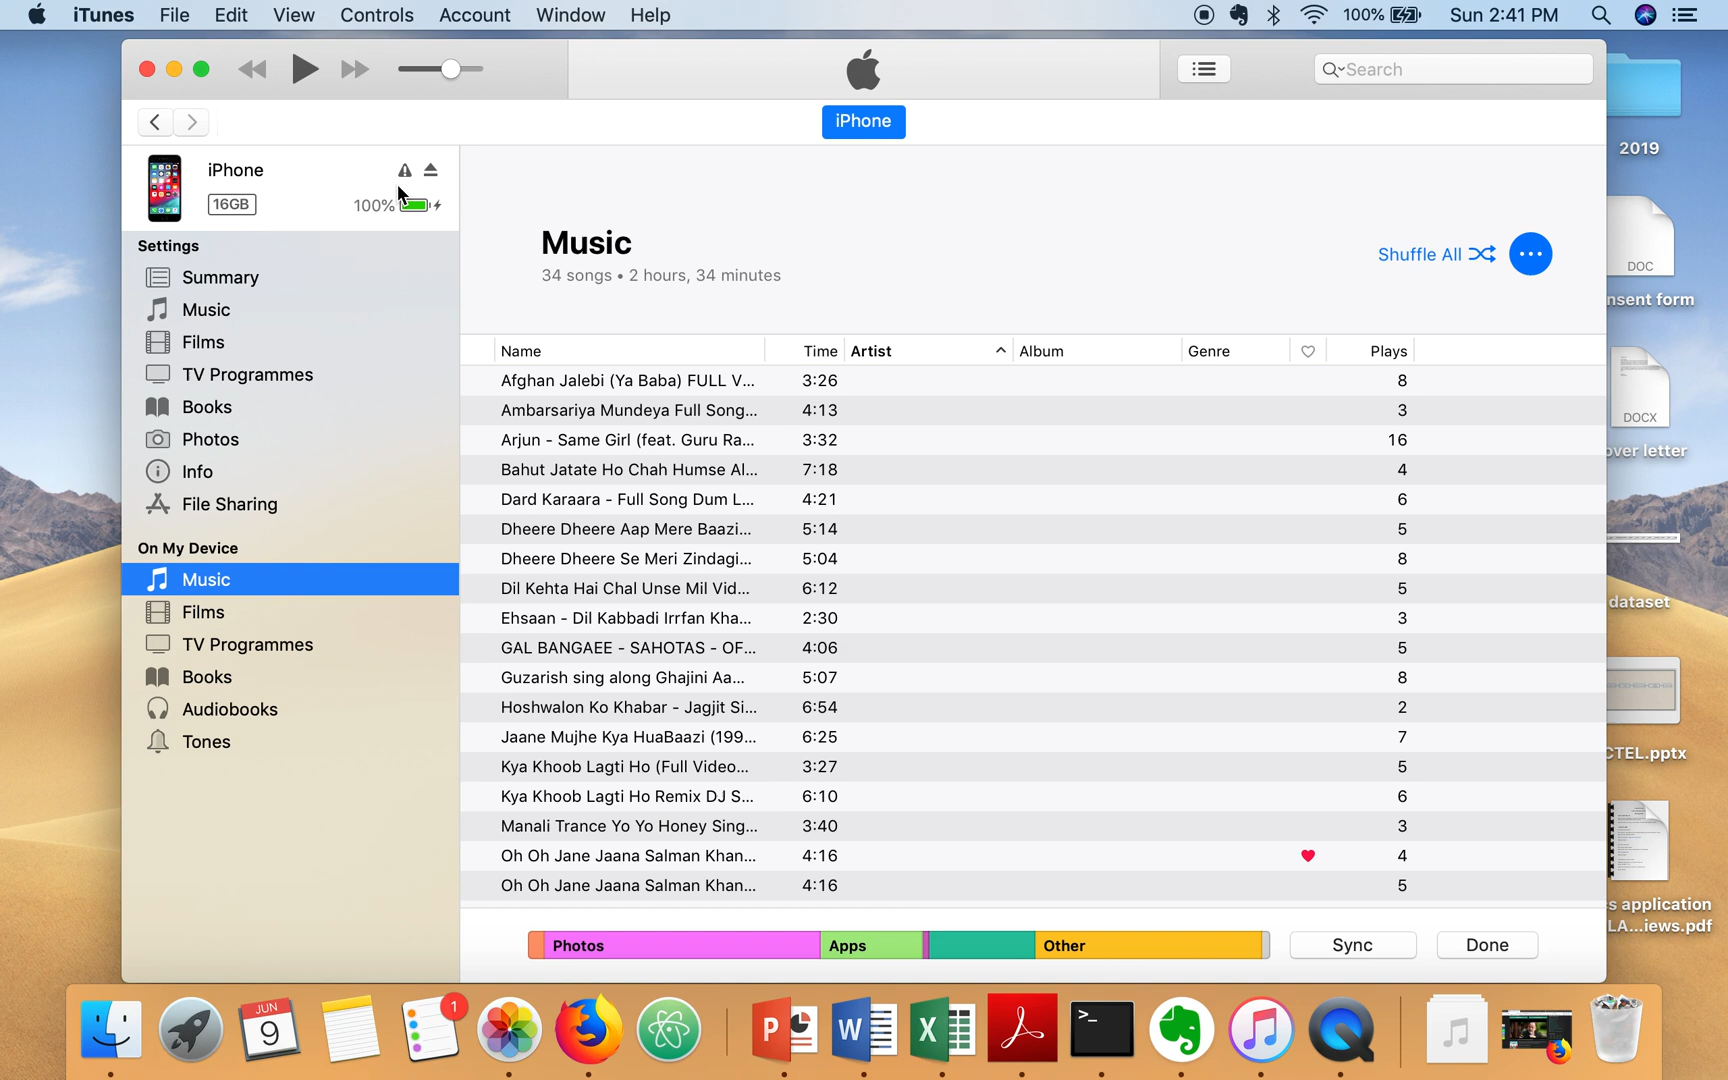 iTunes File Edit View Controls Account Window Help 100% Sun 2:41 PM
Search
iPhone
iPhone
16GB 100%
Settings
Summary
Music
Films
TV Programmes
Books
Photos
Info
File Sharing
On My Device
Music
Films
TV Programmes
Books
Audiobooks
Tones
Music
34 songs • 2 hours, 34 minutes
Shuffle All
Name Time Artist Album Genre Plays
Afghan Jalebi (Ya Baba) FULL V... 3:26 8
Ambarsariya Mundeya Full Song... 4:13 3
Arjun - Same Girl (feat. Guru Ra... 3:32 16
Bahut Jatate Ho Chah Humse Al... 7:18 4
Dard Karaara - Full Song Dum L... 4:21 6
Dheere Dheere Aap Mere Baazi... 5:14 5
Dheere Dheere Se Meri Zindagi... 5:04 8
Dil Kehta Hai Chal Unse Mil Vid... 6:12 5
Ehsaan - Dil Kabbadi Irrfan Kha... 2:30 3
GAL BANGAEE - SAHOTAS - OF... 4:06 5
Guzarish sing along Ghajini Aa... 5:07 8
Hoshwalon Ko Khabar - Jagjit Si... 6:54 2
Jaane Mujhe Kya HuaBaazi (199... 6:25 7
Kya Khoob Lagti Ho (Full Video... 3:27 5
Kya Khoob Lagti Ho Remix DJ S... 6:10 6
Manali Trance Yo Yo Honey Sing... 3:40 3
Oh Oh Jane Jaana Salman Khan... 4:16 4
Oh Oh Jane Jaana Salman Khan... 4:16 5
Photos Apps Other Sync Done
2019
DOC
nsent form
DOCX
over letter
dataset
CTEL.pptx
s application
LA...iews.pdf
JUN
9
1
P
W
X
>_